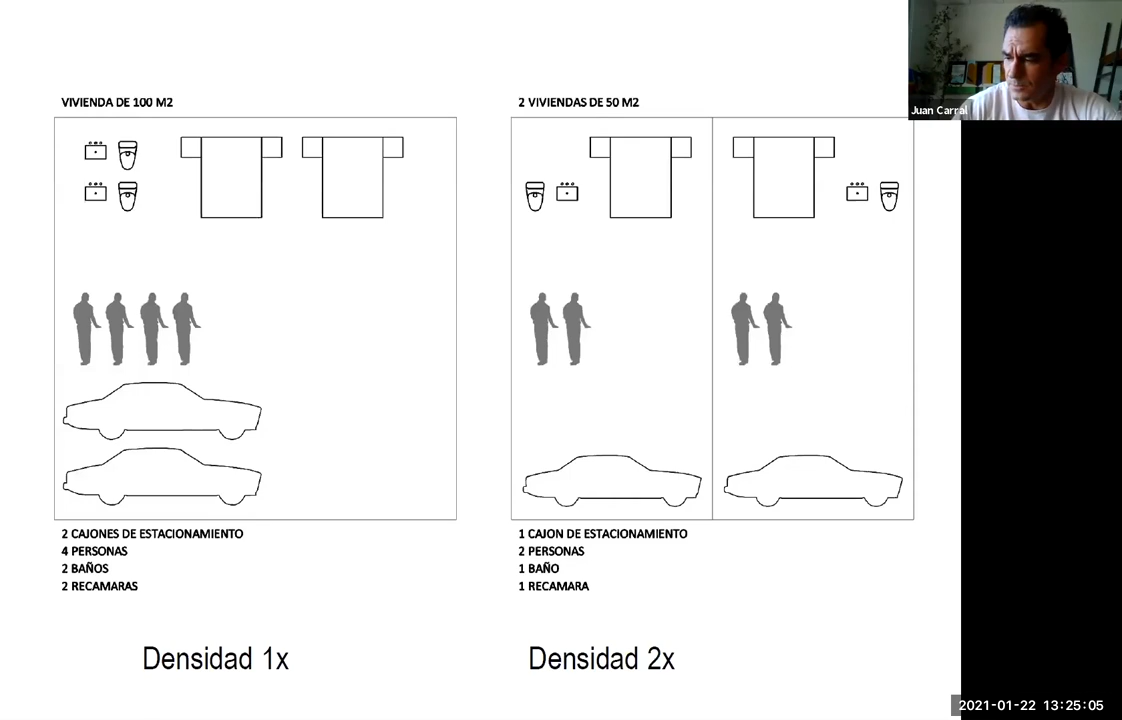 VIVIENDA DE 100 M2
2 VIVIENDAS DE 50 M2
Juan Carral
2 CAJONES DE ESTACIONAMIENTO
4 PERSONAS
2 BAÑOS
2 RECAMARAS
1 CAJON DE ESTACIONAMIENTO
2 PERSONAS
1 BAÑO
1 RECAMARA
Densidad 1x
Densidad 2x
2021-01-22 13:25:05